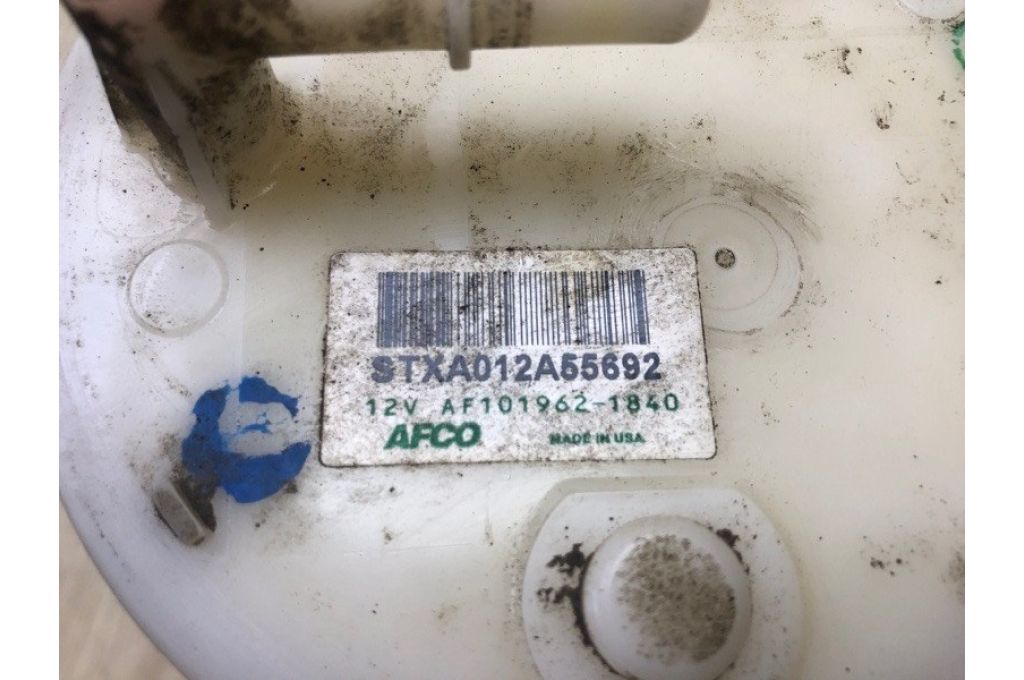 STXA012A55692
12V AF101962-1840
AFCO MADE IN USA